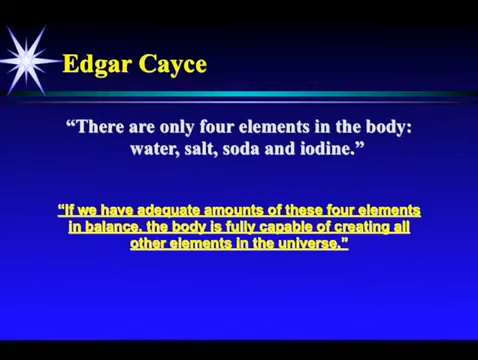 Edgar Cayce
“There are only four elements in the body:
water, salt, soda and iodine.”
“If we have adequate amounts of these four elements
in balance, the body is fully capable of creating all
other elements in the universe.”